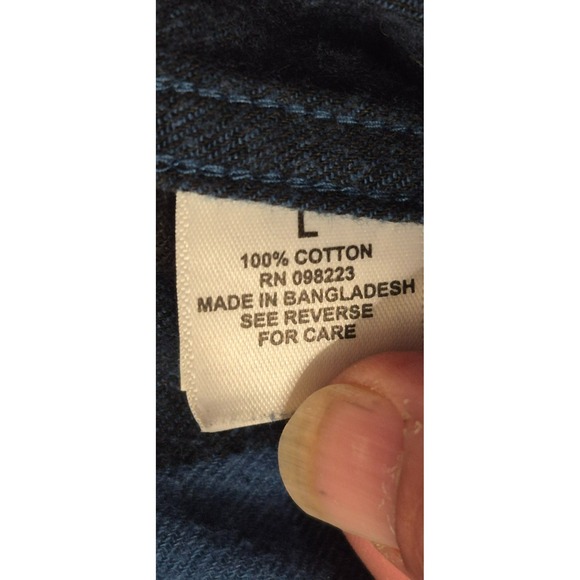 L
100% COTTON
RN 098223
MADE IN BANGLADESH
SEE REVERSE
FOR CARE